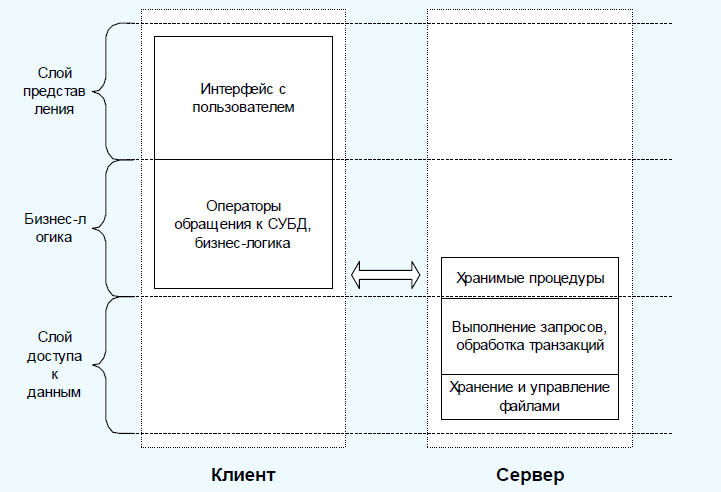 Слой
представ
ления
Интерфейс с
пользователем
Бизнес-л
огика
Операторы
обращения к СУБД,
бизнес-логика
Хранимые процедуры
Слой
доступа
к
данным
Выполнение запросов,
обработка транзакций
Хранение и управление
файлами
Клиент
Сервер